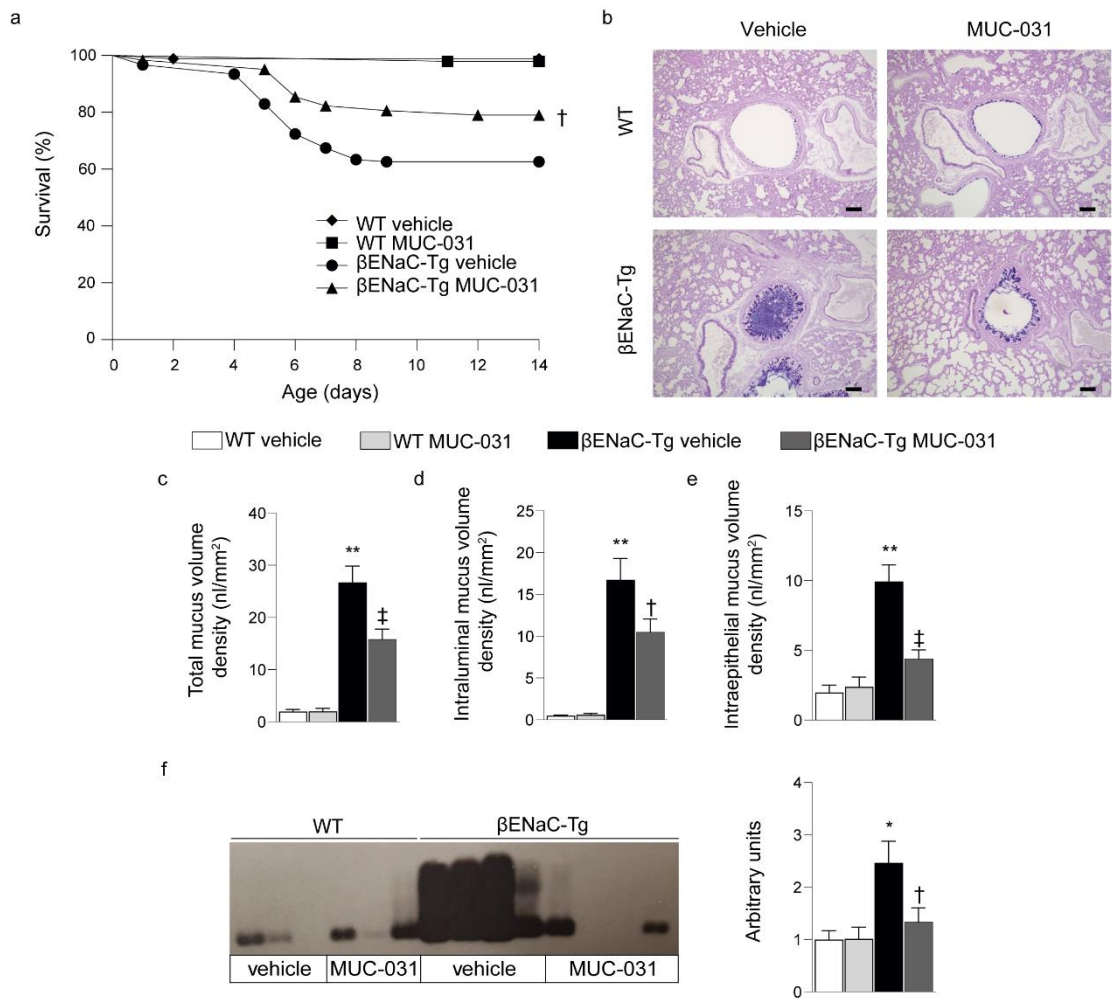 a
100
80
60
40
20
0
Survival (%)
0 2 4 6 8 10 12 14
Age (days)
†
WT vehicle
WT MUC-031
βENaC-Tg vehicle
βENaC-Tg MUC-031
b
Vehicle MUC-031
WT
βENaC-Tg
WT vehicle WT MUC-031 βENaC-Tg vehicle βENaC-Tg MUC-031
c
Total mucus volume
density (nl/mm²)
40
30
20
10
0
**
‡
d
Intraluminal mucus volume
density (nl/mm²)
25
20
15
10
5
0
**
†
e
Intraepithelial mucus volume
density (nl/mm²)
15
10
5
0
**
‡
f
WT βENaC-Tg
vehicle MUC-031 vehicle MUC-031
Arbitrary units
4
3
2
1
0
*
†